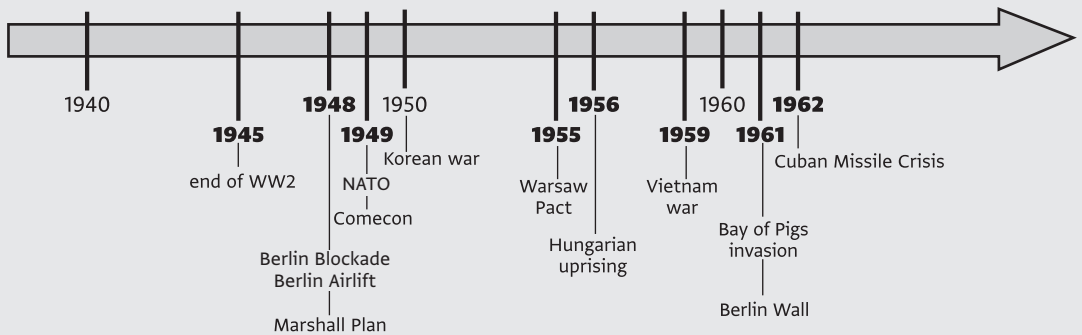 1940
1945
end of WW2
1948
Berlin Blockade
Berlin Airlift
Marshall Plan
1949
NATO
Comecon
1950
Korean war
1955
Warsaw
Pact
1956
Hungarian
uprising
1959
Vietnam
war
1960
1961
Bay of Pigs
invasion
Berlin Wall
1962
Cuban Missile Crisis